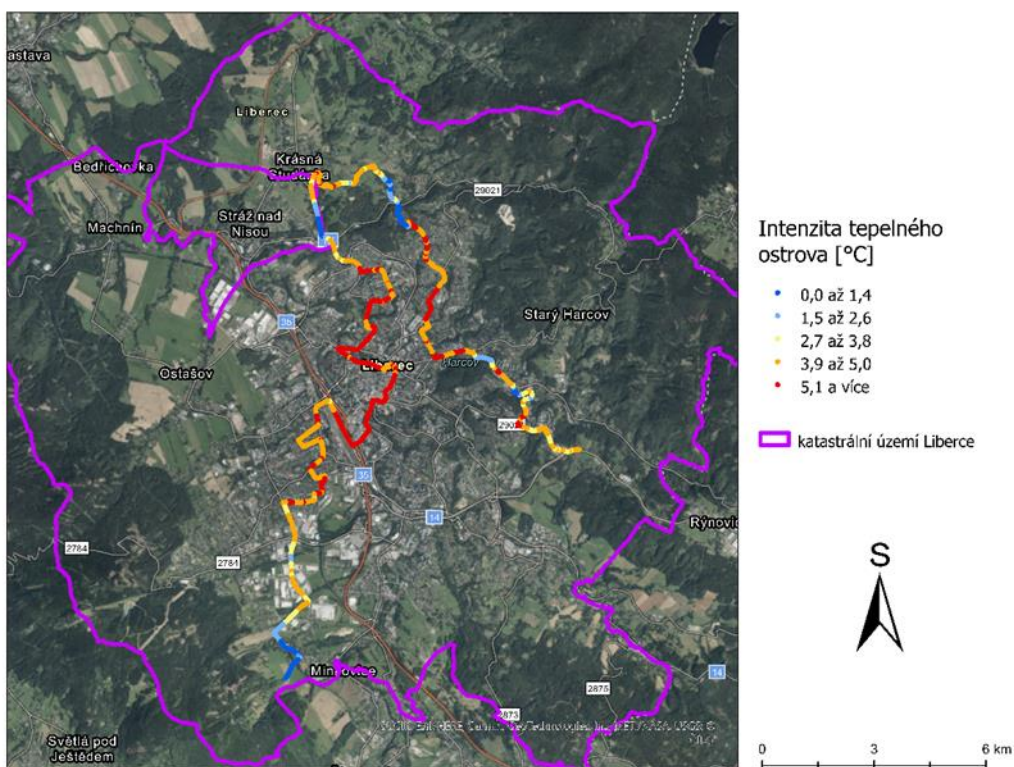 astava
Liberec
Bedřichovka
Krásná
Studánka
29021
Machnín
Stráž nad
Nisou
35
Starý Harcov
Ostašov
Liberec
Harcov
35
14
Rýnovic
2784
2784
Minkovice
14
2875
2873
Světlá pod
Ještědem
Intenzita tepelného
ostrova [°C]
0,0 až 1,4
1,5 až 2,6
2,7 až 3,8
3,9 až 5,0
5,1 a více
katastrální území Liberce
S
0 3 6 km